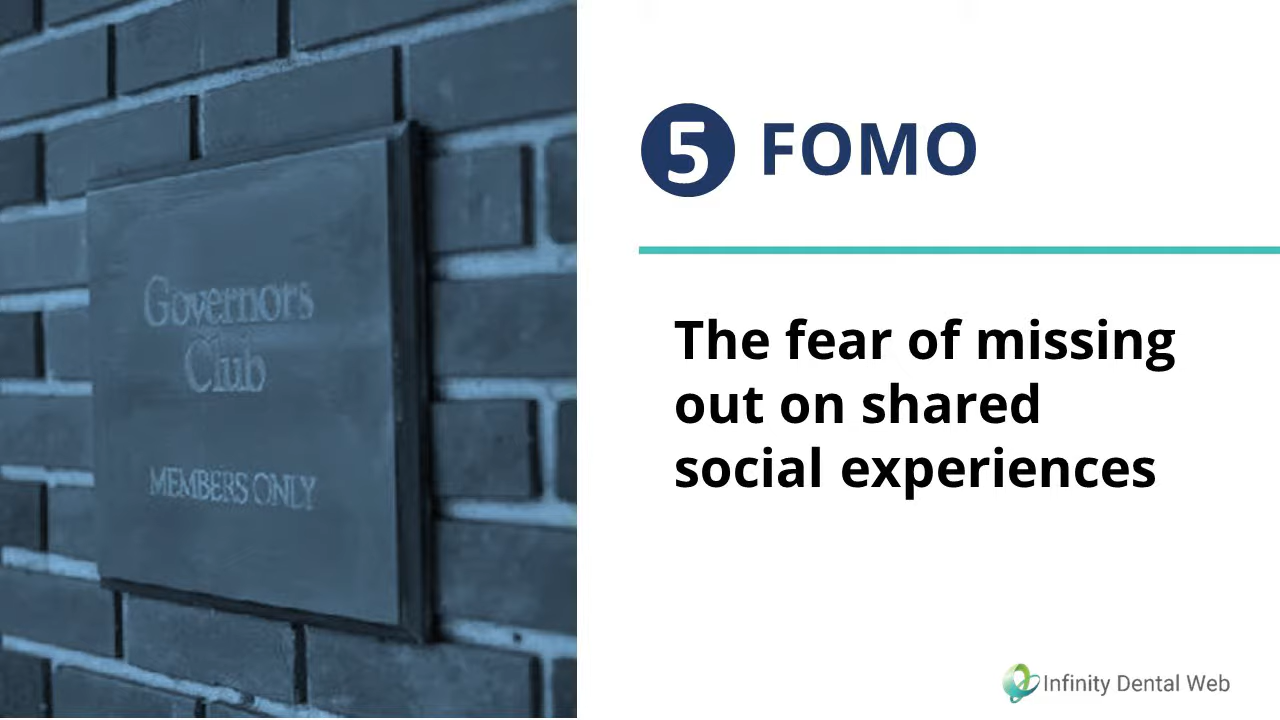 Governors
Club
MEMBERS ONLY
5 FOMO
The fear of missing
out on shared
social experiences
Infinity Dental Web